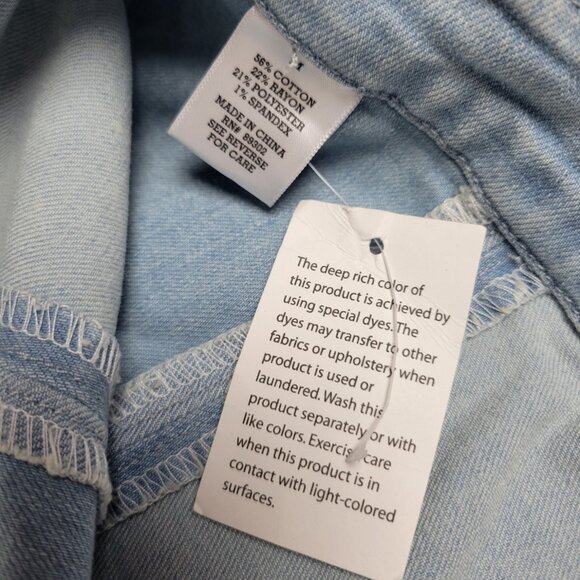 56% COTTON
22% RAYON
21% POLYESTER
1% SPANDEX
MADE IN CHINA
RN# 89302
SEE REVERSE
FOR CARE
The deep rich color of
this product is achieved by
using special dyes. The
dyes may transfer to other
fabrics or upholstery when
product is used or
laundered. Wash this
product separately or with
like colors. Exercise care
when this product is in
contact with light-colored
surfaces.